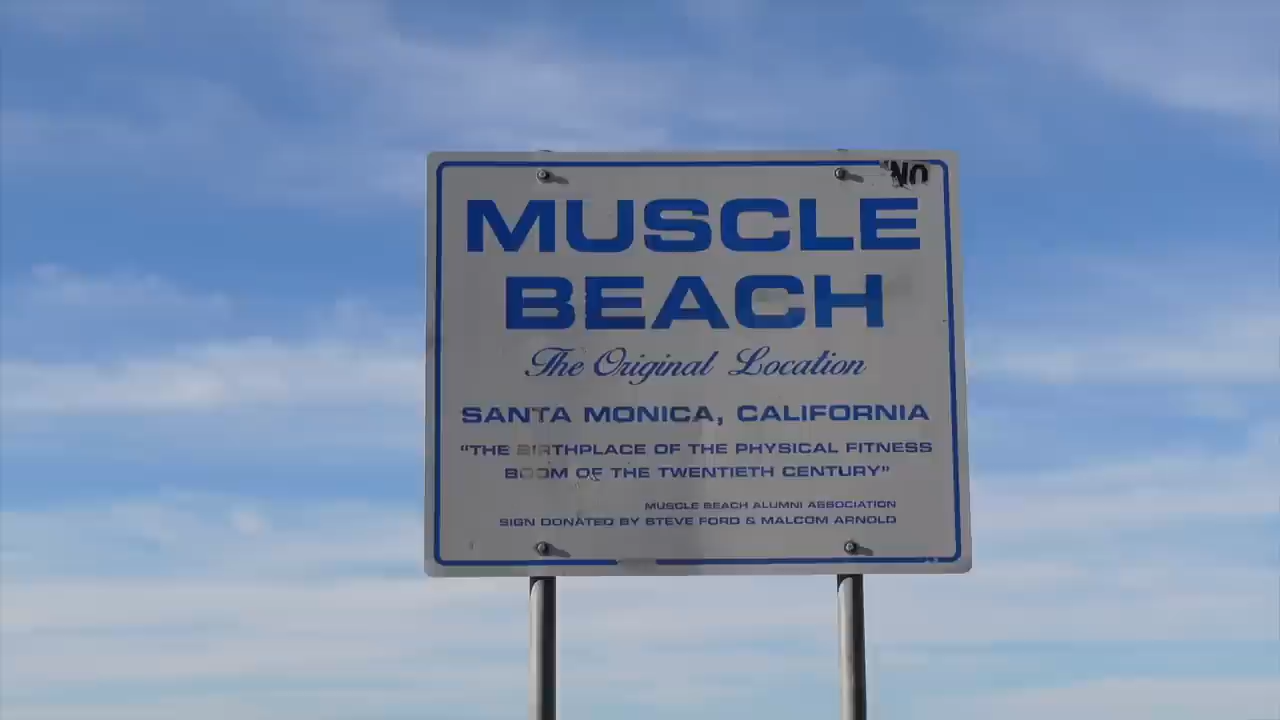 NO
MUSCLE
BEACH
The Original Location
SANTA MONICA, CALIFORNIA
"THE BIRTHPLACE OF THE PHYSICAL FITNESS
BOOM OF THE TWENTIETH CENTURY"
MUSCLE BEACH ALUMNI ASSOCIATION
SIGN DONATED BY STEVE FORD & MALCOM ARNOLD